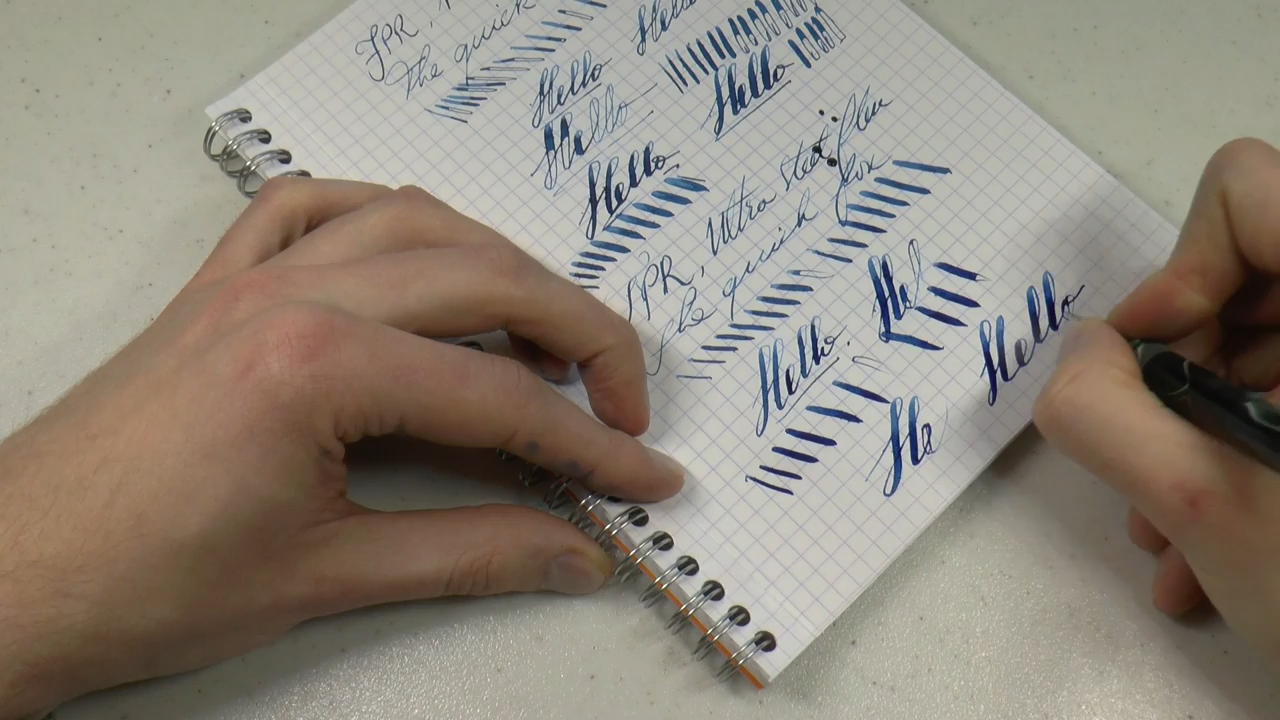 FPR,
The quick
Hello
Hello
Hello
Hello
Hello
FPR, Ultra steel flex
the quick fox
Hel
Hello.
Hello
He